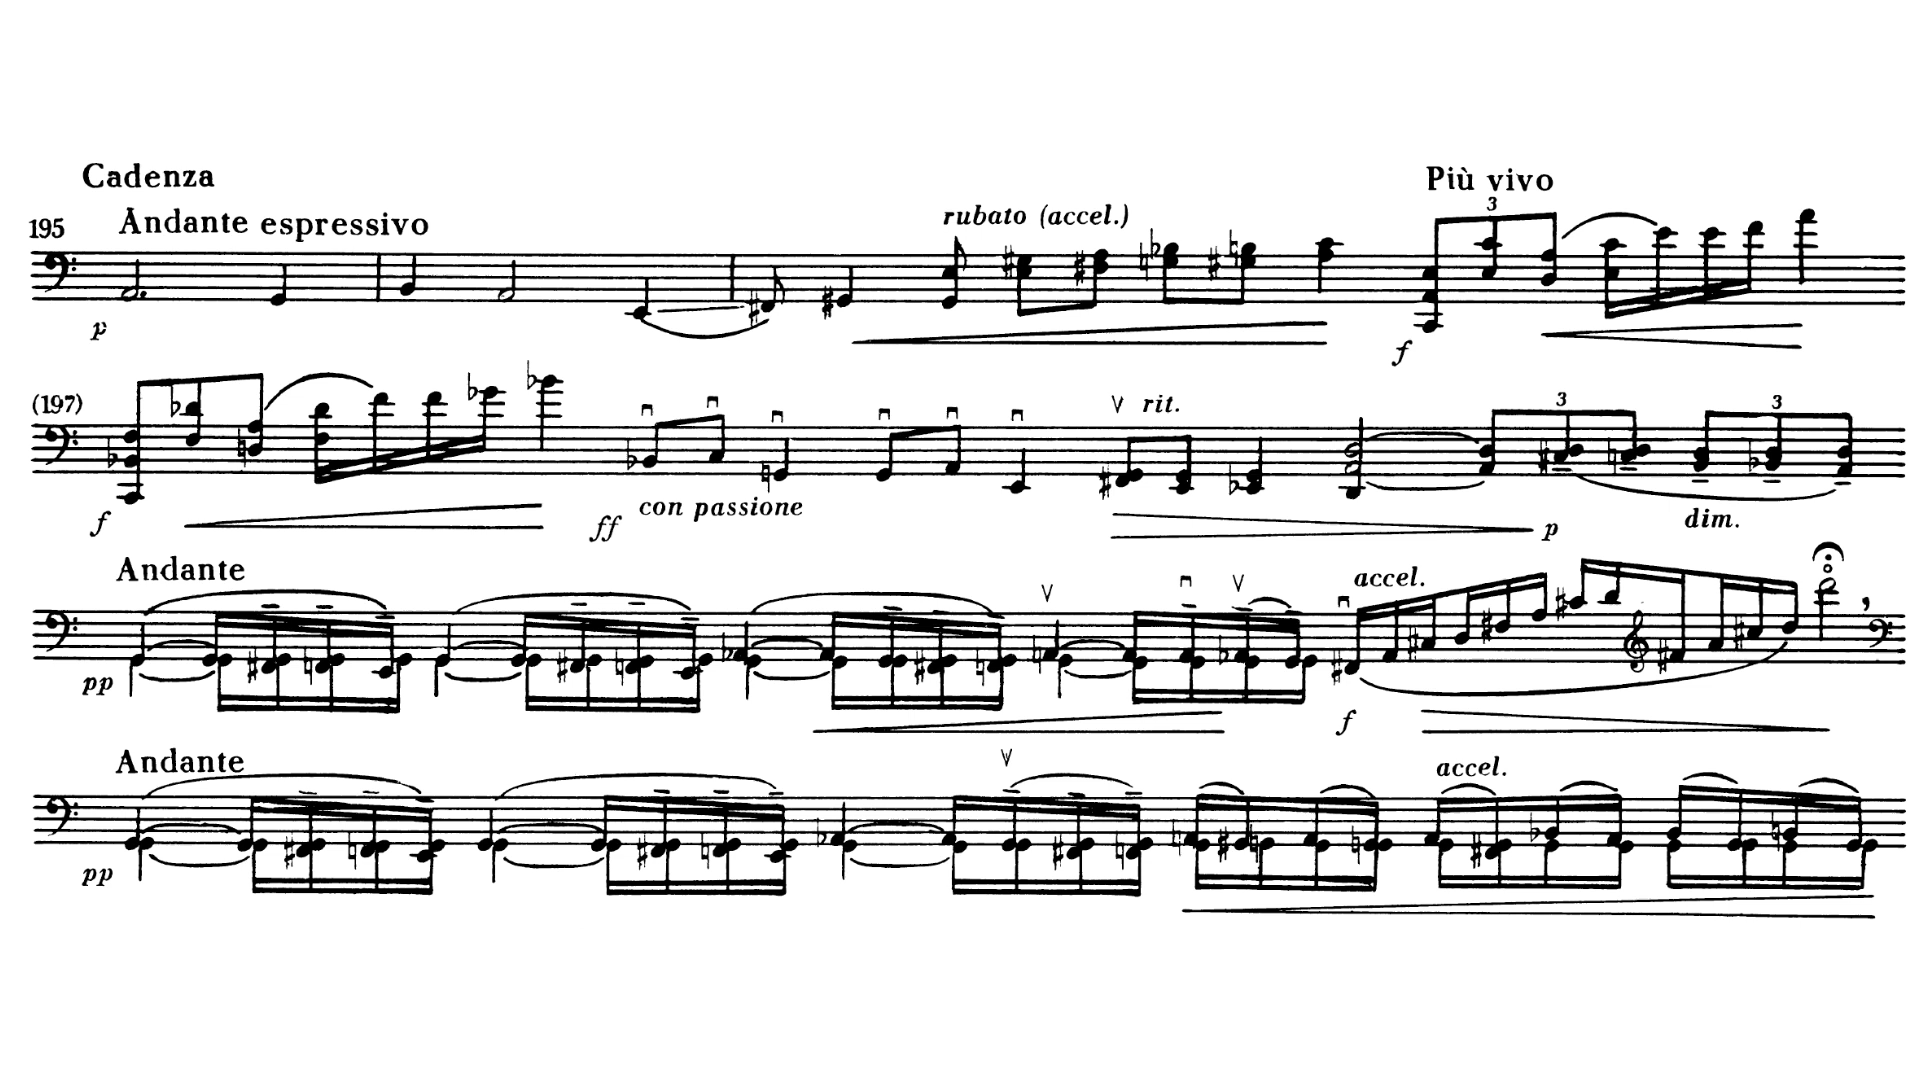 Cadenza
Più vivo
195 Andante espressivo
rubato (accel.)
3
p
f
(197)
rit.
3
3
f
ff
con passione
p
dim.
Andante
accel.
pp
f
Andante
accel.
pp